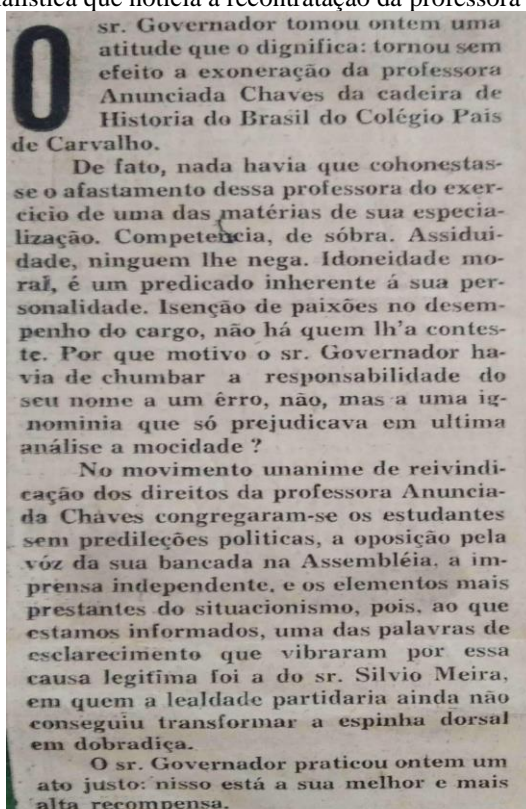 alística que noticia a recontratação da professora
O sr. Governador tomou ontem uma
atitude que o dignifica: tornou sem
efeito a exoneração da professora
Anunciada Chaves da cadeira de
Historia do Brasil do Colégio Pais
de Carvalho.
De fato, nada havia que cohonestas-
se o afastamento dessa professora do exer-
cicio de uma das matérias de sua especia-
lização. Competencia, de sóbra. Assidui-
dade, ninguem lhe nega. Idoneidade mo-
ral, é um predicado inherente á sua per-
sonalidade. Isenção de paixões no desem-
penho do cargo, não há quem lh'a contes-
te. Por que motivo o sr. Governador ha-
via de chumbar a responsabilidade do
seu nome a um êrro, não, mas a uma ig-
nominia que só prejudicava em ultima
análise a mocidade ?
No movimento unanime de reivindi-
cação dos direitos da professora Anuncia-
da Chaves congregaram-se os estudantes
sem predileções politicas, a oposição pela
vóz da sua bancada na Assembléia, a im-
prensa independente, e os elementos mais
prestantes do situacionismo, pois, ao que
estamos informados, uma das palavras de
esclarecimento que vibraram por essa
causa legitima foi a do sr. Silvio Meira,
em quem a lealdade partidaria ainda não
conseguiu transformar a espinha dorsal
em dobradiça.
O sr. Governador praticou ontem um
ato justo: nisso está a sua melhor e mais
alta recompensa.